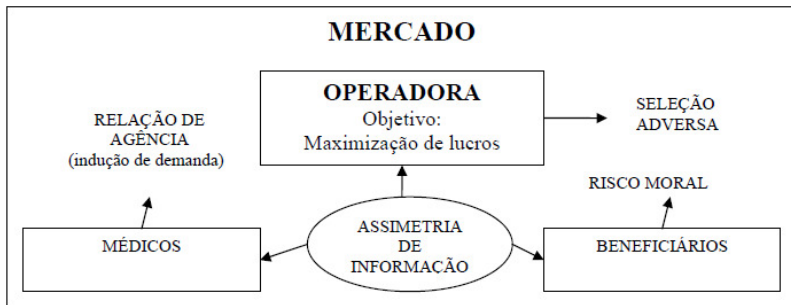 MERCADO
OPERADORA
Objetivo:
Maximização de lucros
SELEÇÃO
ADVERSA
RELAÇÃO DE
AGÊNCIA
(indução de demanda)
RISCO MORAL
MÉDICOS
ASSIMETRIA
DE
INFORMAÇÃO
BENEFICIÁRIOS